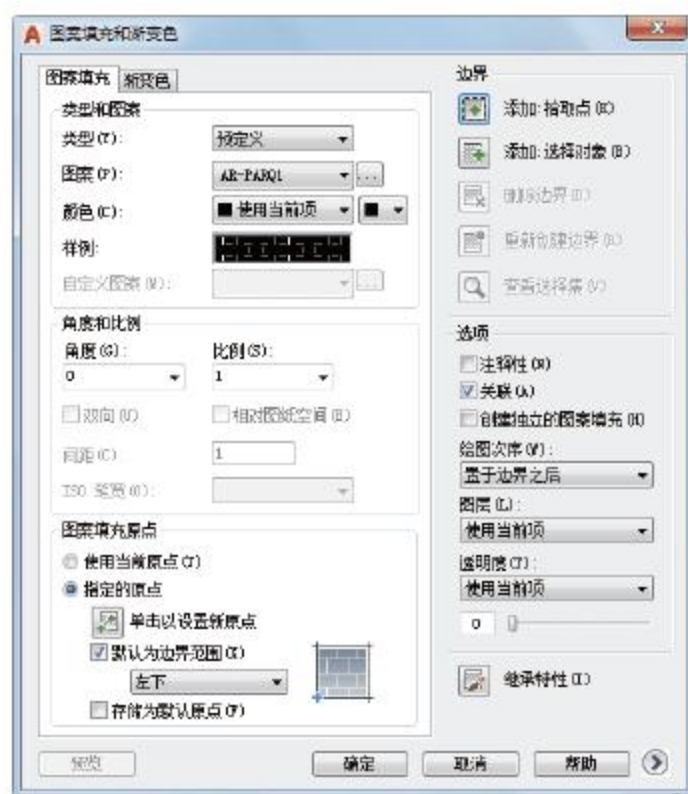 图案填充和渐变色
图案填充 渐变色
类型和图案
类型(Y):
预定义
图案(P):
AR-PARQ1
...
颜色(C):
使用当前项
样例:
自定义图案(M):
...
角度和比例
角度(G):
比例(S):
0
1
双向(U)
相对图纸空间(E)
间距(C)
1
ISO 笔宽(O):
图案填充原点
使用当前原点(T)
指定的原点
单击以设置新原点
默认为边界范围(X)
左下
存储为默认原点(F)
边界
添加:拾取点(K)
添加:选择对象(B)
删除边界(D)
重新创建边界(R)
查看选择集(V)
选项
注释性(N)
关联(A)
创建独立的图案填充(H)
绘图次序(W):
置于边界之后
图层(L):
使用当前项
透明度(T):
使用当前项
0
继承特性(I)
预览
确定
取消
帮助